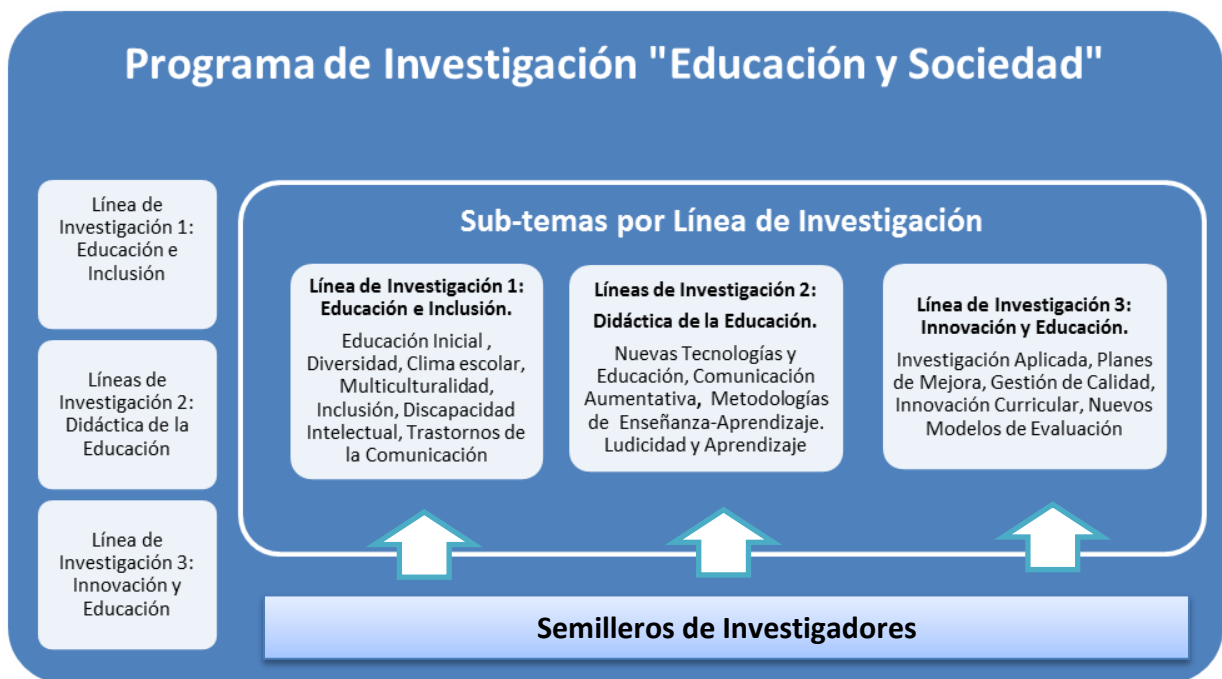 Programa de Investigación "Educación y Sociedad"
Línea de
Investigación 1:
Educación e
Inclusión
Líneas de
Investigación 2:
Didáctica de la
Educación
Línea de
Investigación 3:
Innovación y
Educación
Sub-temas por Línea de Investigación
Línea de Investigación 1:
Educación e Inclusión.
Educación Inicial ,
Diversidad, Clima escolar,
Multiculturalidad,
Inclusión, Discapacidad
Intelectual, Trastornos de
la Comunicación
Líneas de Investigación 2:
Didáctica de la Educación.
Nuevas Tecnologías y
Educación, Comunicación
Aumentativa, Metodologías
de Enseñanza-Aprendizaje.
Ludicidad y Aprendizaje
Línea de Investigación 3:
Innovación y Educación.
Investigación Aplicada, Planes
de Mejora, Gestión de Calidad,
Innovación Curricular, Nuevos
Modelos de Evaluación
Semilleros de Investigadores